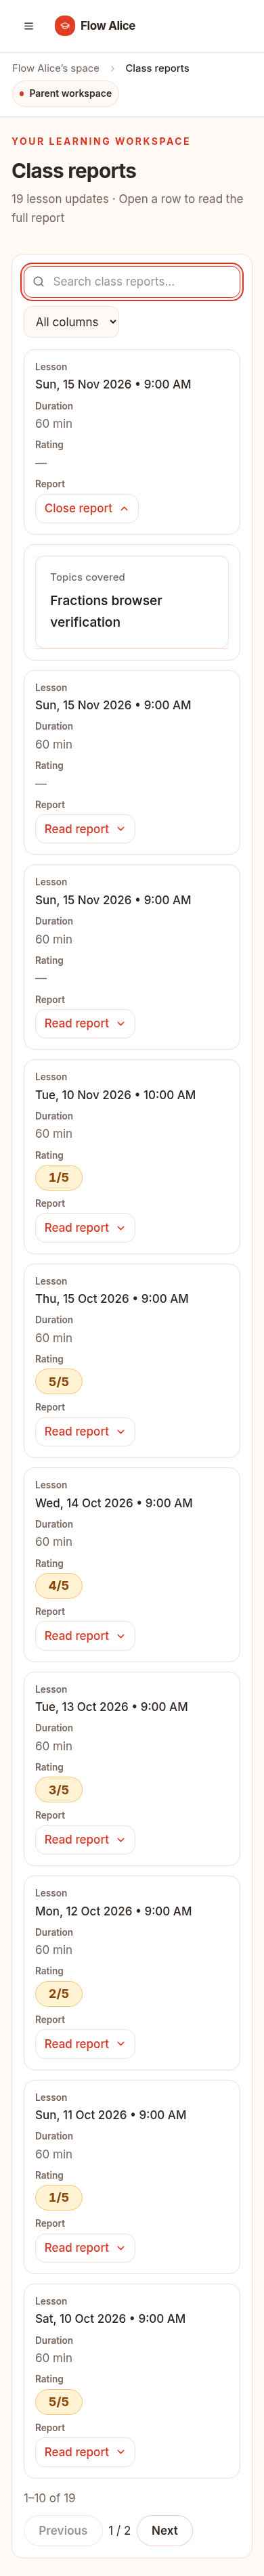 Flow Alice
Flow Alice's space > Class reports
Parent workspace
YOUR LEARNING WORKSPACE
Class reports
19 lesson updates · Open a row to read the
full report
Search class reports...
All columns
Lesson
Sun, 15 Nov 2026 • 9:00 AM
Duration
60 min
Rating
—
Report
Close report
Topics covered
Fractions browser
verification
Lesson
Sun, 15 Nov 2026 • 9:00 AM
Duration
60 min
Rating
—
Report
Read report
Lesson
Sun, 15 Nov 2026 • 9:00 AM
Duration
60 min
Rating
—
Report
Read report
Lesson
Tue, 10 Nov 2026 • 10:00 AM
Duration
60 min
Rating
1/5
Report
Read report
Lesson
Thu, 15 Oct 2026 • 9:00 AM
Duration
60 min
Rating
5/5
Report
Read report
Lesson
Wed, 14 Oct 2026 • 9:00 AM
Duration
60 min
Rating
4/5
Report
Read report
Lesson
Tue, 13 Oct 2026 • 9:00 AM
Duration
60 min
Rating
3/5
Report
Read report
Lesson
Mon, 12 Oct 2026 • 9:00 AM
Duration
60 min
Rating
2/5
Report
Read report
Lesson
Sun, 11 Oct 2026 • 9:00 AM
Duration
60 min
Rating
1/5
Report
Read report
Lesson
Sat, 10 Oct 2026 • 9:00 AM
Duration
60 min
Rating
5/5
Report
Read report
1–10 of 19
Previous 1 / 2 Next